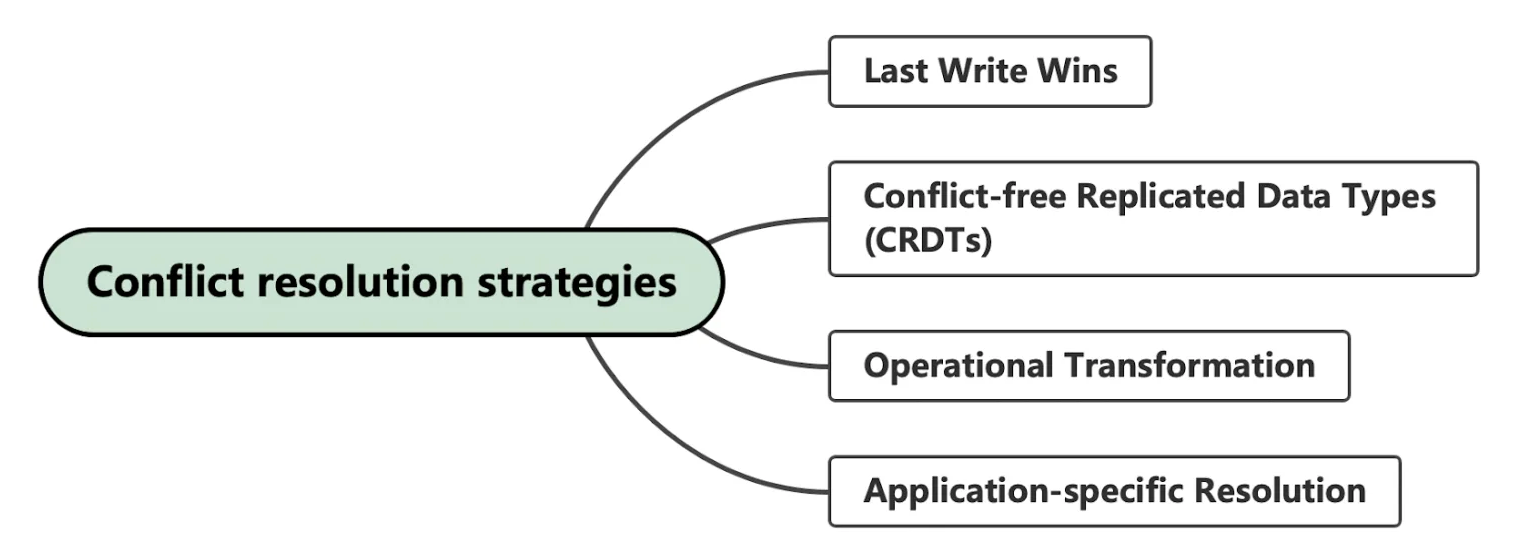 Last Write Wins
Conflict-free Replicated Data Types
(CRDTs)
Conflict resolution strategies
Operational Transformation
Application-specific Resolution